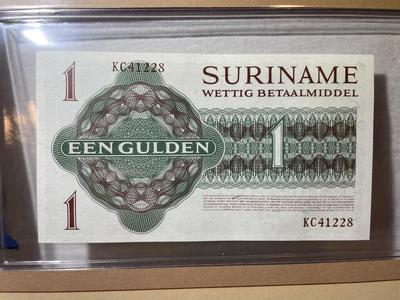 KC41228
1
SURINAME
WETTIG BETAALMIDDEL
EEN GULDEN
1
1
KC41228